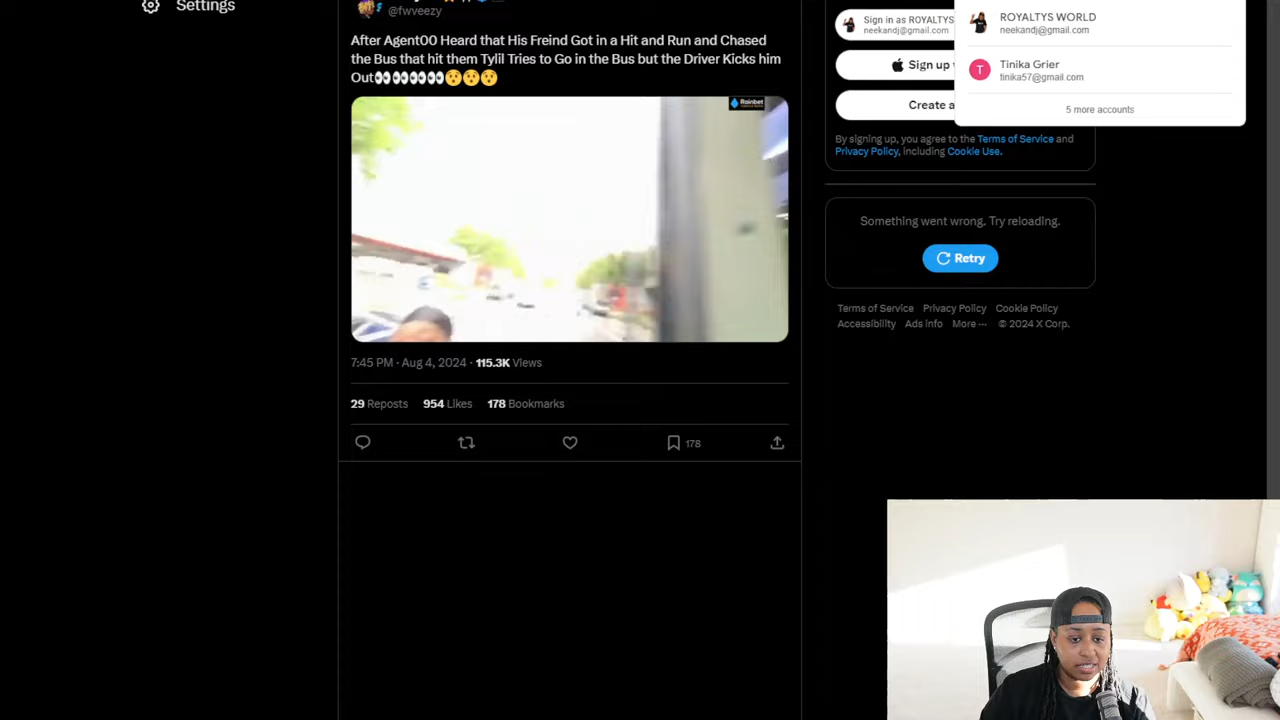 Settings
@fwveezy
After Agent00 Heard that His Freind Got in a Hit and Run and Chased
the Bus that hit them Tylil Tries to Go in the Bus but the Driver Kicks him
Out👀👀👀👀👀😯😯😯
Rainbet
7:45 PM · Aug 4, 2024 · 115.3K Views
29 Reposts 954 Likes 178 Bookmarks
178
Sign in as ROYALTYS
neekandj@gmail.com
Sign up
Create a
By signing up, you agree to the Terms of Service and
Privacy Policy, including Cookie Use.
ROYALTYS WORLD
neekandj@gmail.com
T
Tinika Grier
tinika57@gmail.com
5 more accounts
Something went wrong. Try reloading.
Retry
Terms of Service Privacy Policy Cookie Policy
Accessibility Ads info More ··· © 2024 X Corp.